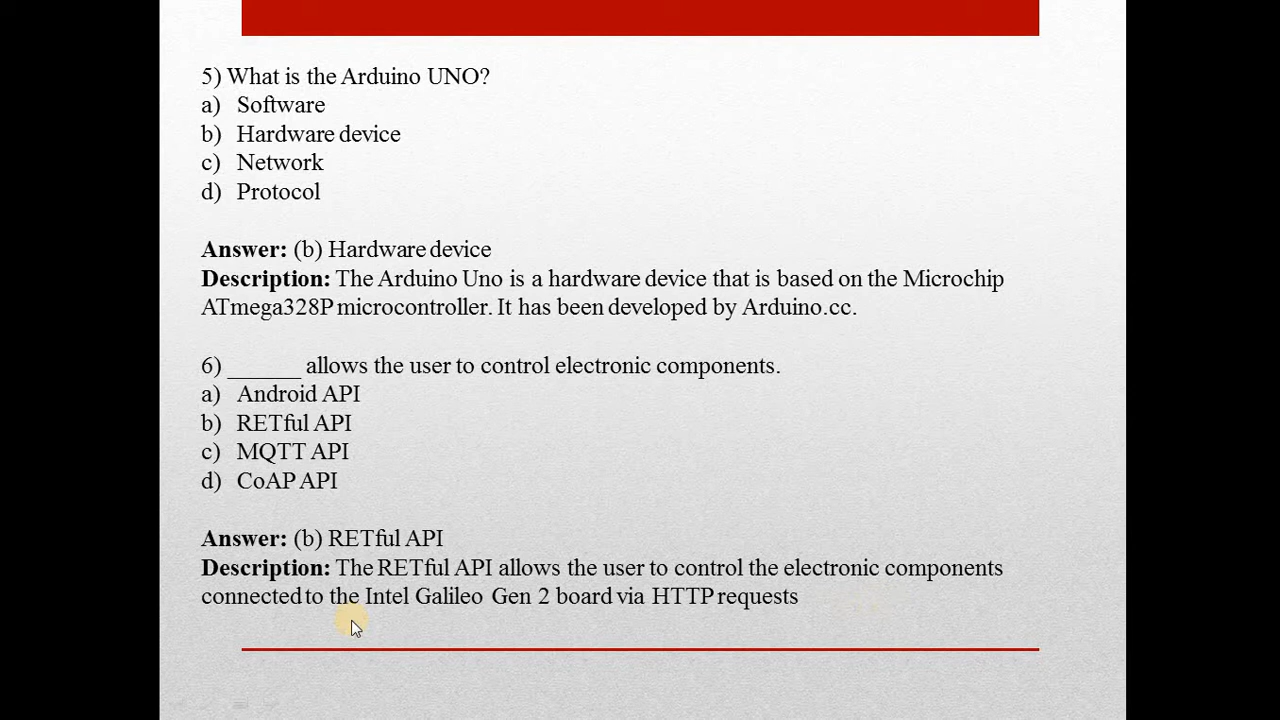 5) What is the Arduino UNO?
a) Software
b) Hardware device
c) Network
d) Protocol
Answer: (b) Hardware device
Description: The Arduino Uno is a hardware device that is based on the Microchip
ATmega328P microcontroller. It has been developed by Arduino.cc.
6) ______ allows the user to control electronic components.
a) Android API
b) RETful API
c) MQTT API
d) CoAP API
Answer: (b) RETful API
Description: The RETful API allows the user to control the electronic components
connected to the Intel Galileo Gen 2 board via HTTP requests